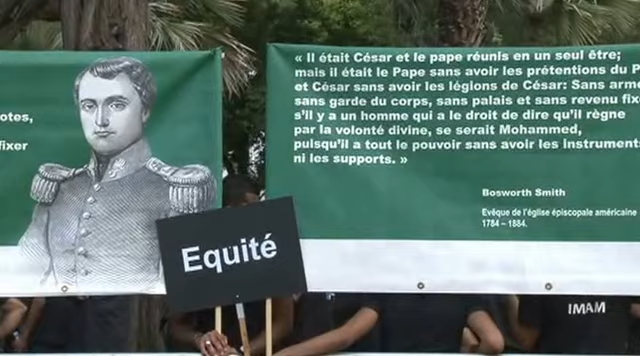 otes,
fixer
« Il était César et le pape réunis en un seul être;
mais il était le Pape sans avoir les prétentions du P
et César sans avoir les légions de César: Sans arme
sans garde du corps, sans palais et sans revenu fixe
s'il y a un homme qui a le droit de dire qu'il règne
par la volonté divine, se serait Mohammed,
puisqu'il a tout le pouvoir sans avoir les instruments
ni les supports. »
Bosworth Smith
Evêque de l'église épiscopale américaine
1784 – 1884.
Equité
IMAM